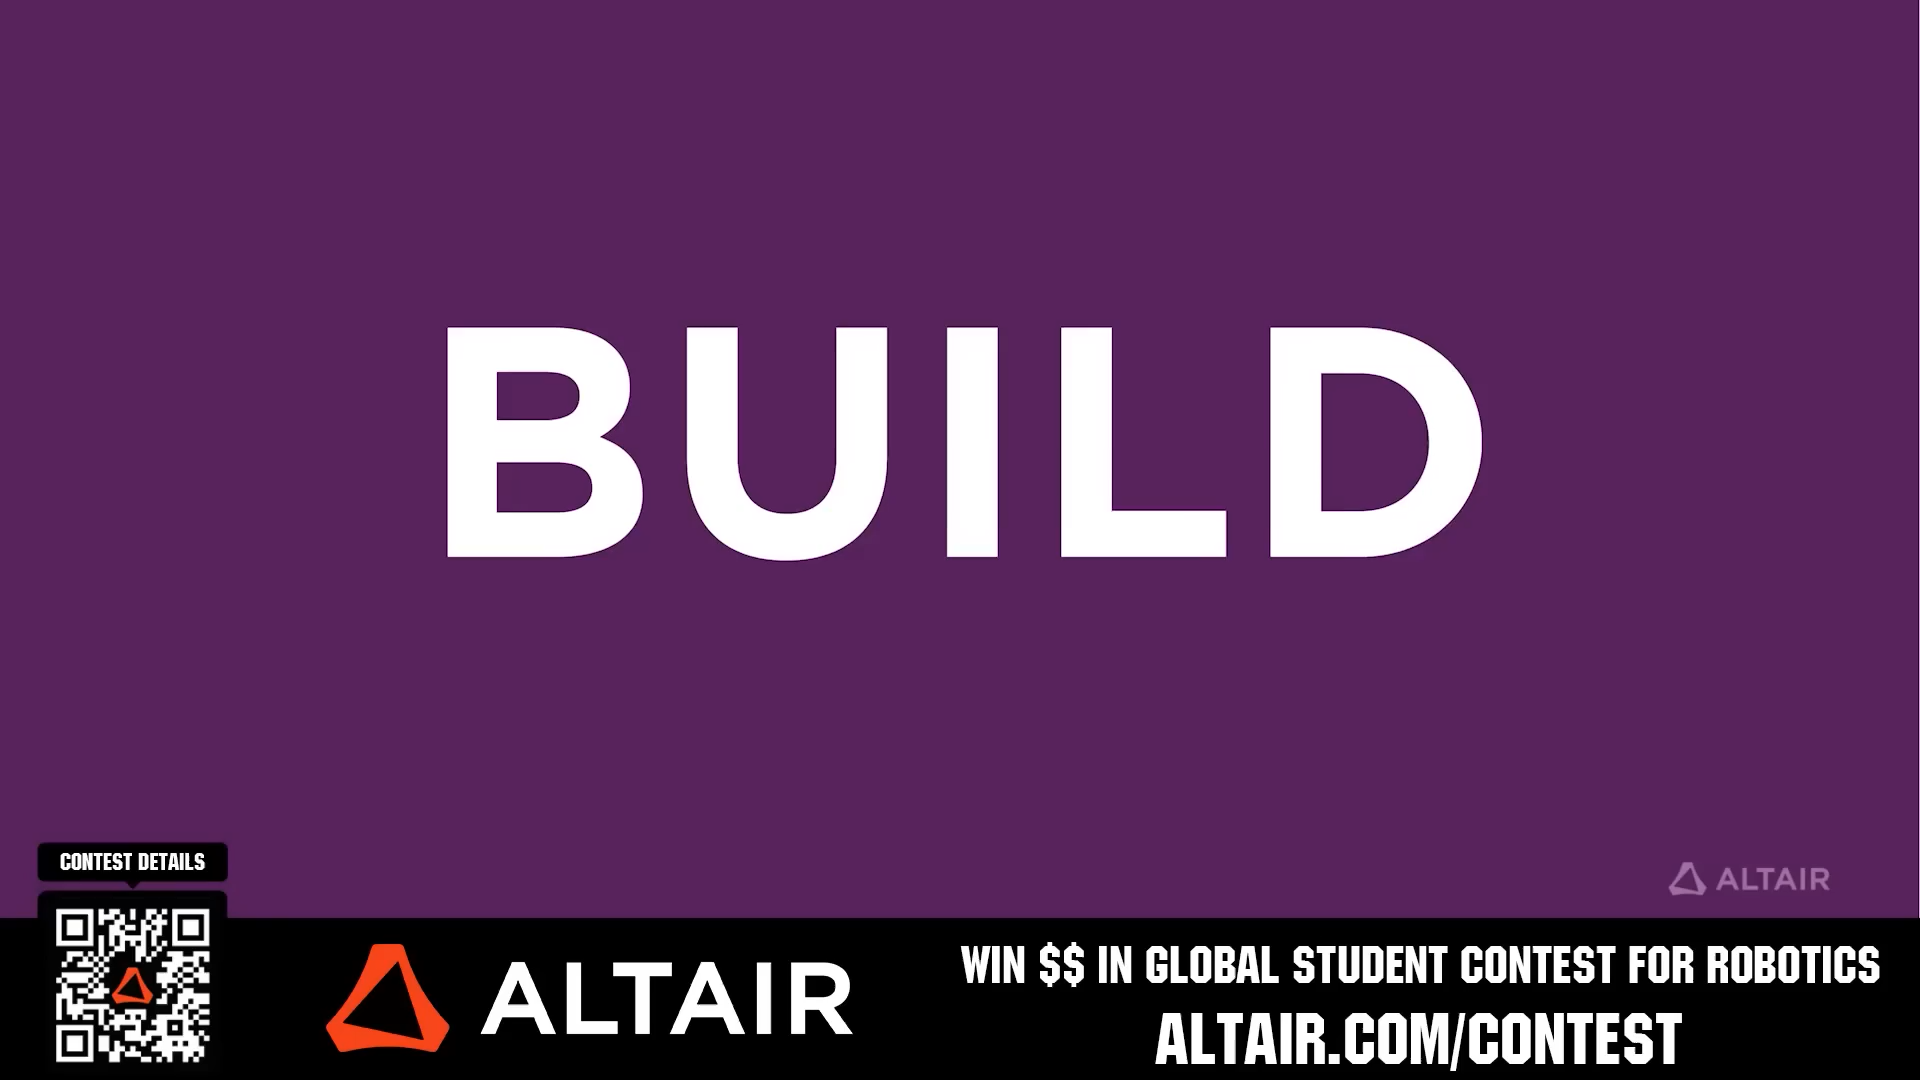 BUILD
CONTEST DETAILS
ALTAIR
ALTAIR
WIN $$ IN GLOBAL STUDENT CONTEST FOR ROBOTICS
ALTAIR.COM/CONTEST